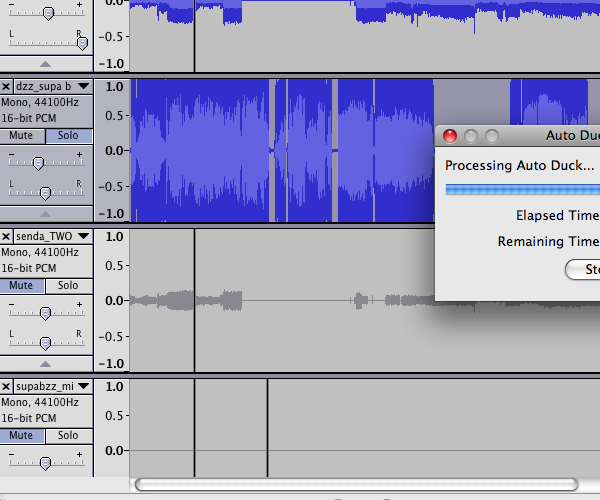 0.0
- +
-0.5
L R
-1.0
dzz_supa b
1.0
Mono, 44100Hz
16-bit PCM
0.5
Mute Solo
- +
0.0
L R
-0.5
-1.0
Auto Duc
Processing Auto Duck...
Elapsed Time
Remaining Time
Sto
senda_TWO
1.0
Mono, 44100Hz
16-bit PCM
0.5
Mute Solo
- +
0.0
L R
-0.5
-1.0
supabzz_mi
1.0
Mono, 44100Hz
16-bit PCM
0.5
Mute Solo
- +
0.0